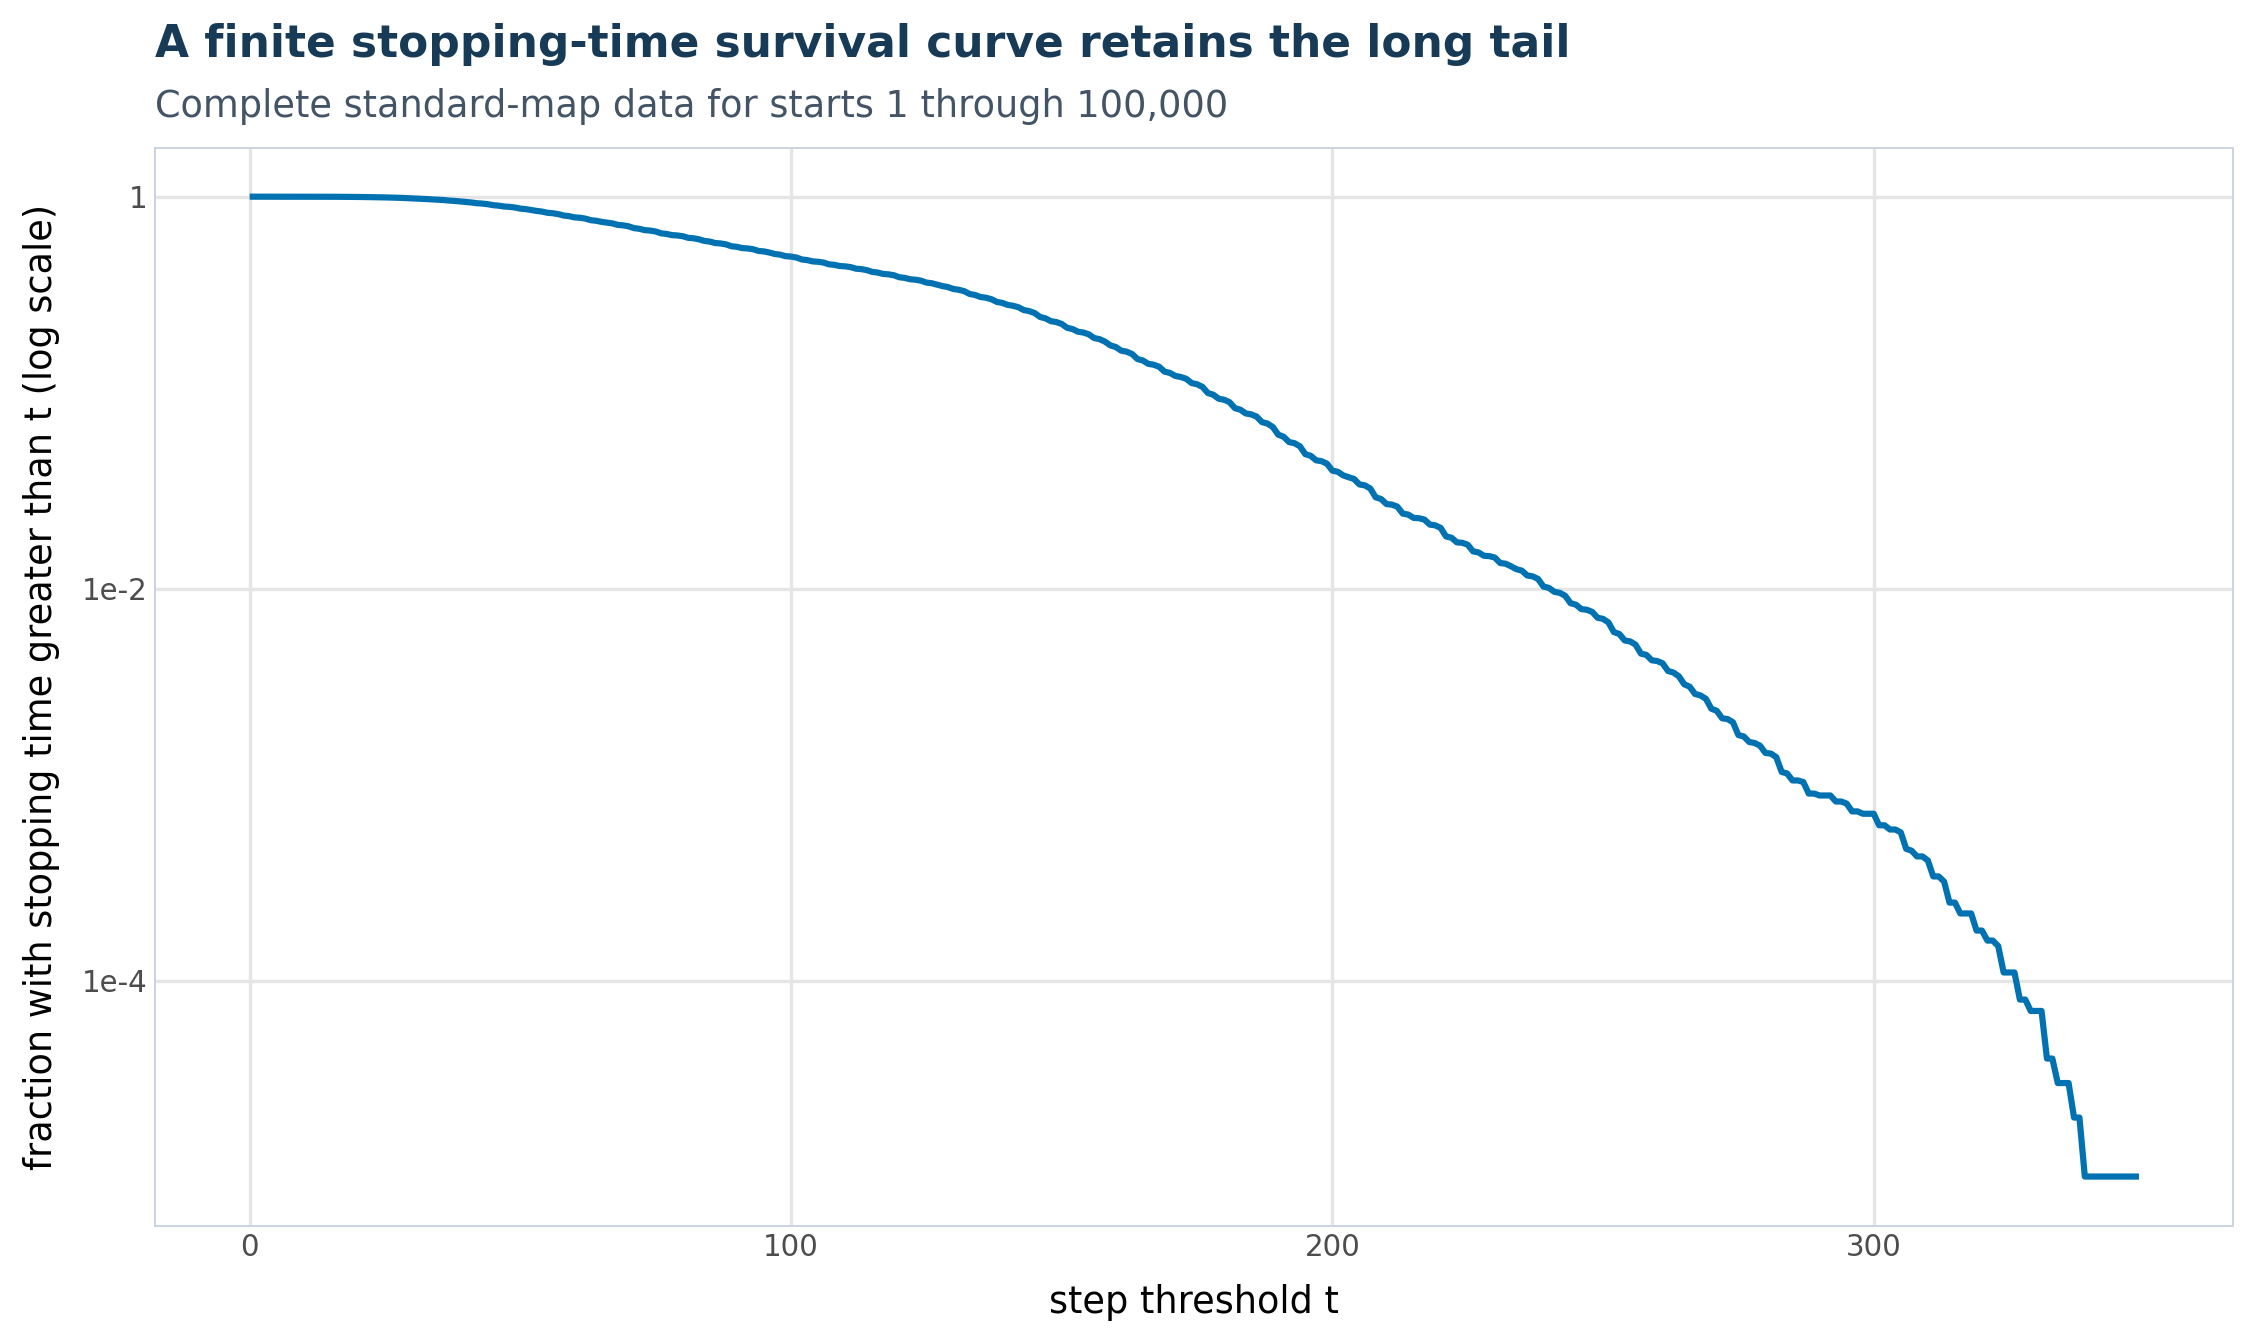 A finite stopping-time survival curve retains the long tail
Complete standard-map data for starts 1 through 100,000
fraction with stopping time greater than t (log scale)
1
1e-2
1e-4
0
100
200
300
step threshold t